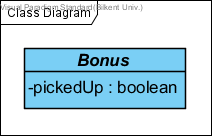 Visual Paradigm Standard(Bilkent Univ.)
Class Diagram
Bonus
-pickedUp : boolean